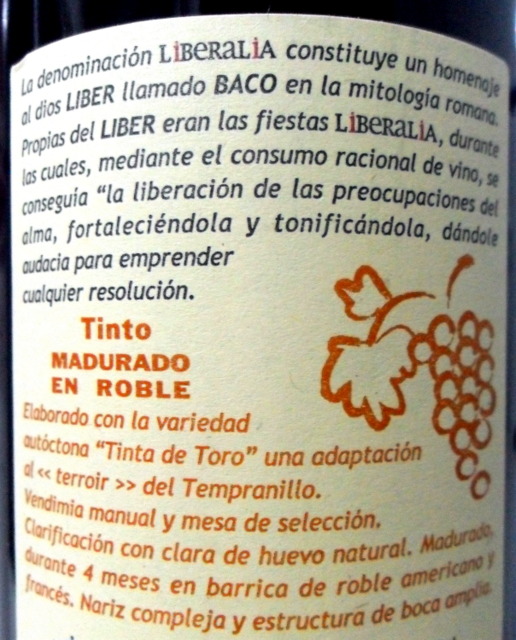 La denominación LiBeRaLiA constituye un homenaje
al dios LIBER llamado BACO en la mitología romana.
Propias del LIBER eran las fiestas LiBeRaLiA, durante
las cuales, mediante el consumo racional de vino, se
conseguía “la liberación de las preocupaciones del
alma, fortaleciéndola y tonificándola, dándole
audacia para emprender
cualquier resolución.
Tinto
MADURADO
EN ROBLE
Elaborado con la variedad
autóctona “Tinta de Toro” una adaptación
al << terroir >> del Tempranillo.
Vendimia manual y mesa de selección.
Clarificación con clara de huevo natural. Madurado,
durante 4 meses en barrica de roble americano y
francés. Nariz compleja y estructura de boca amplia.